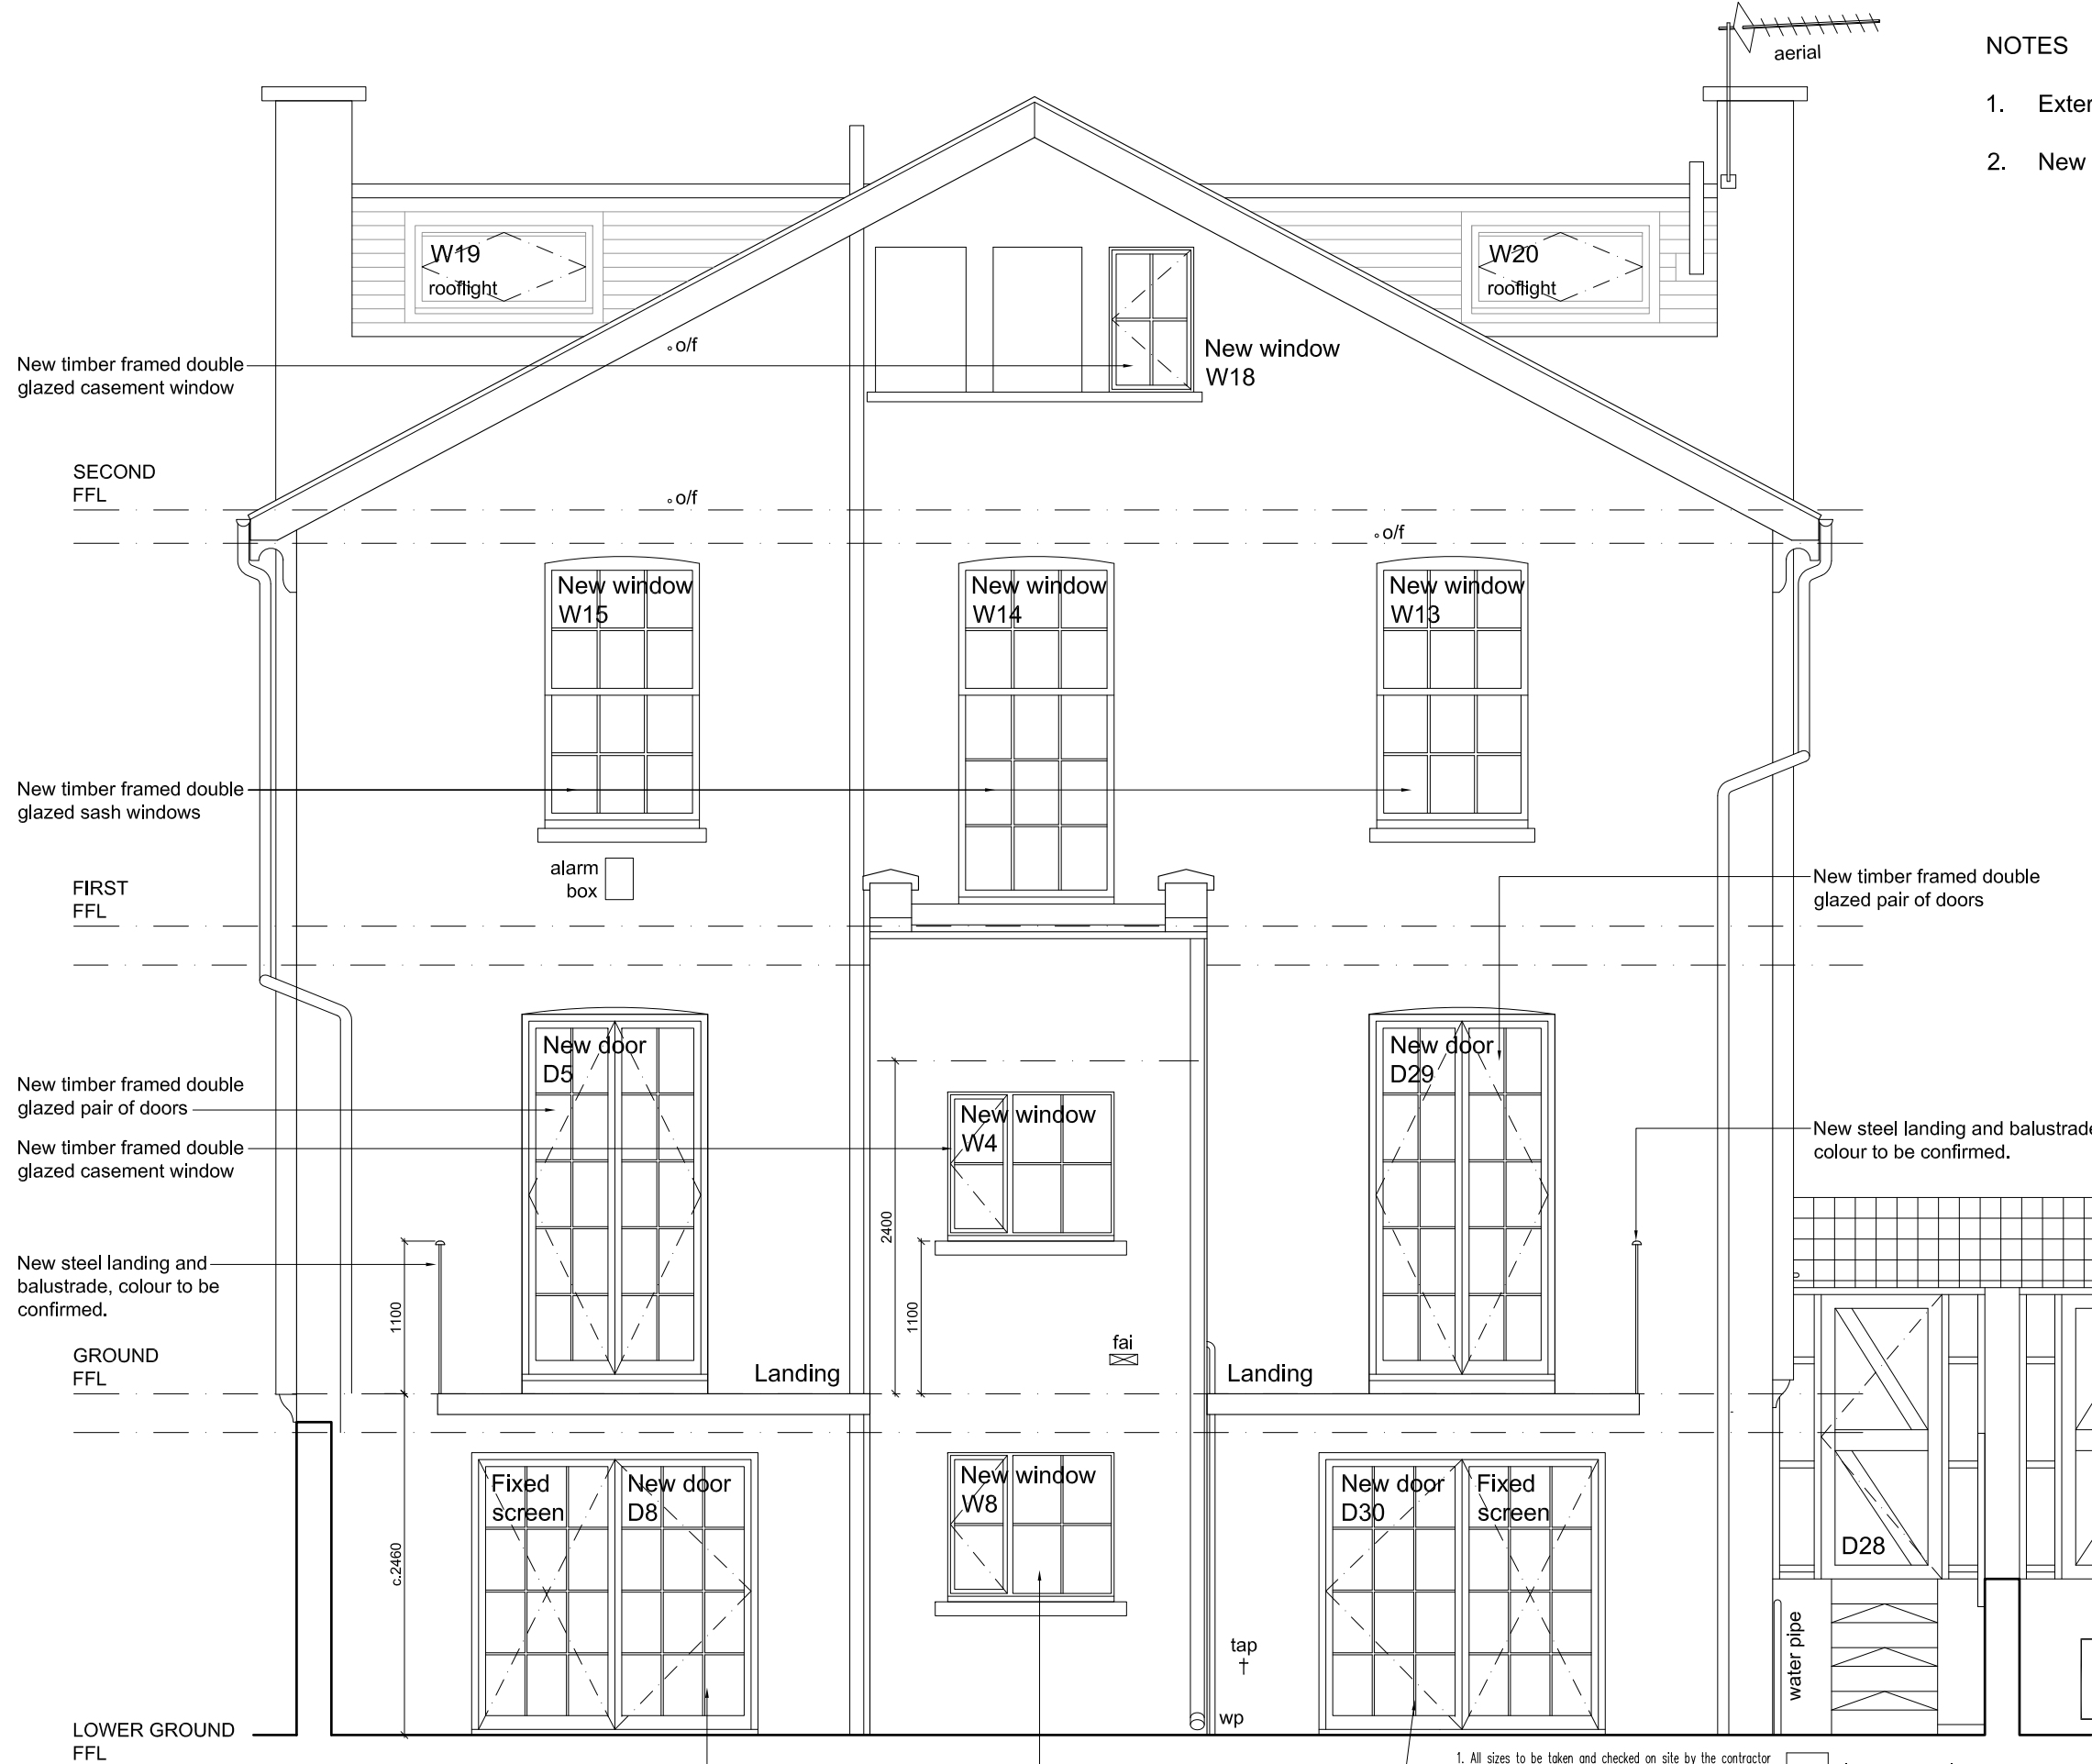 aerial
NOTES
1. Exter
2. New
W19
rooflight
W20
rooflight
o/f
New window
W18
New timber framed double
glazed casement window
SECOND
FFL
o/f
o/f
New window
W15
New window
W14
New window
W13
New timber framed double
glazed sash windows
alarm
box
FIRST
FFL
New timber framed double
glazed pair of doors
New door
D5
New door
D29
New timber framed double
glazed pair of doors
New window
W4
New timber framed double
glazed casement window
New steel landing and balustrade
colour to be confirmed.
2400
New steel landing and
balustrade, colour to be
confirmed.
1100
1100
fai
GROUND
FFL
Landing
Landing
Fixed
screen
New door
D8
New window
W8
New door
D30
Fixed
screen
D28
c.2460
tap
water pipe
wp
LOWER GROUND
FFL
1. All sizes to be taken and checked on site by the contractor